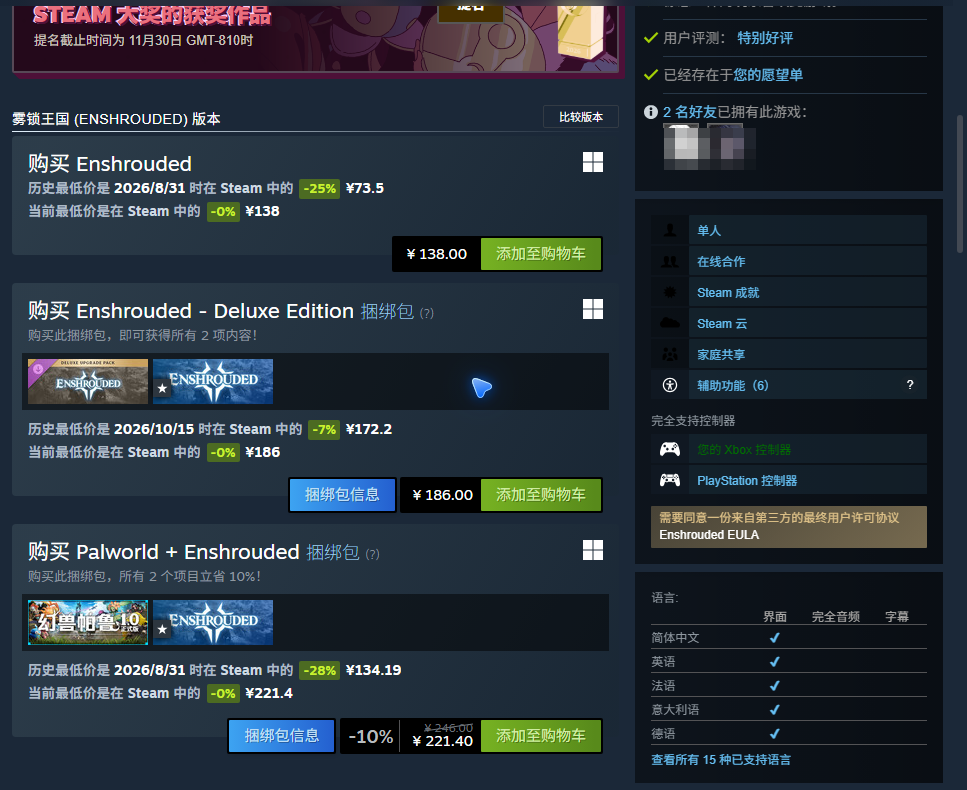 STEAM 大奖的获奖作品
提名
提名截止时间为 11月30日 GMT-810时
雾锁王国 (ENSHROUDED) 版本
比较版本
购买 Enshrouded
历史最低价是 2026/8/31 时在 Steam 中的 -25% ¥73.5
当前最低价是在 Steam 中的 -0% ¥138
¥ 138.00 添加至购物车
购买 Enshrouded - Deluxe Edition 捆绑包 (?)
购买此捆绑包，即可获得所有 2 项内容！
DELUXE UPGRADE PACK
ENSHROUDED
ENSHROUDED
历史最低价是 2026/10/15 时在 Steam 中的 -7% ¥172.2
当前最低价是在 Steam 中的 -0% ¥186
捆绑包信息 ¥ 186.00 添加至购物车
购买 Palworld + Enshrouded 捆绑包 (?)
购买此捆绑包，所有 2 个项目立省 10%！
幻兽帕鲁 1.0
正式版
ENSHROUDED
历史最低价是 2026/8/31 时在 Steam 中的 -28% ¥134.19
当前最低价是在 Steam 中的 -0% ¥221.4
捆绑包信息 -10% ¥ 246.00 ¥ 221.40 添加至购物车
用户评测： 特别好评
已经存在于您的愿望单
2 名好友已拥有此游戏：
单人
在线合作
Steam 成就
Steam 云
家庭共享
辅助功能（6） ?
完全支持控制器
您的 Xbox 控制器
PlayStation 控制器
需要同意一份来自第三方的最终用户许可协议
Enshrouded EULA
语言:
界面 完全音频 字幕
简体中文 ✔
英语 ✔
法语 ✔
意大利语 ✔
德语 ✔
查看所有 15 种已支持语言